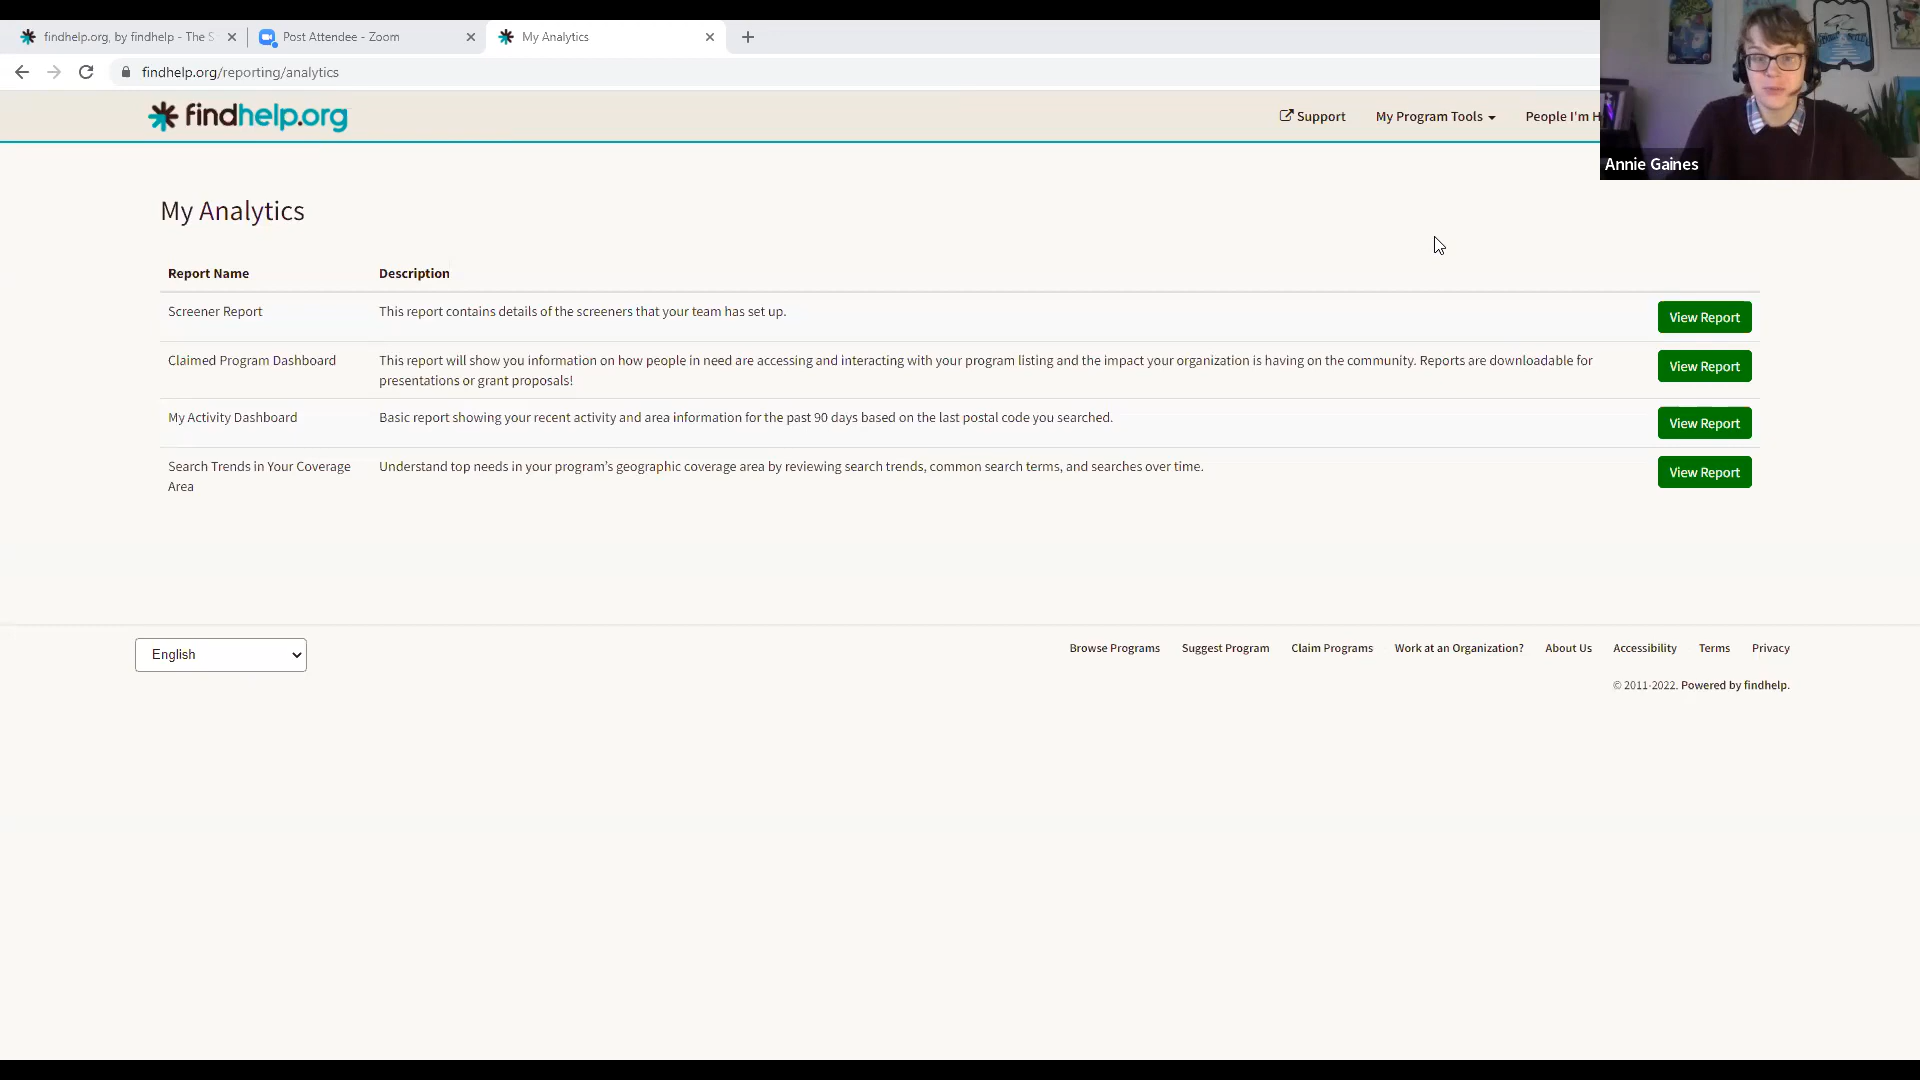 findhelp.org, by findhelp - The S
Post Attendee - Zoom
My Analytics
findhelp.org/reporting/analytics
findhelp.org
Support
My Program Tools
People I'm H
Annie Gaines
My Analytics
Report Name
Description
Screener Report
This report contains details of the screeners that your team has set up.
View Report
Claimed Program Dashboard
This report will show you information on how people in need are accessing and interacting with your program listing and the impact your organization is having on the community. Reports are downloadable for
presentations or grant proposals!
View Report
My Activity Dashboard
Basic report showing your recent activity and area information for the past 90 days based on the last postal code you searched.
View Report
Search Trends in Your Coverage
Area
Understand top needs in your program’s geographic coverage area by reviewing search trends, common search terms, and searches over time.
View Report
English
Browse Programs
Suggest Program
Claim Programs
Work at an Organization?
About Us
Accessibility
Terms
Privacy
© 2011-2022. Powered by findhelp.